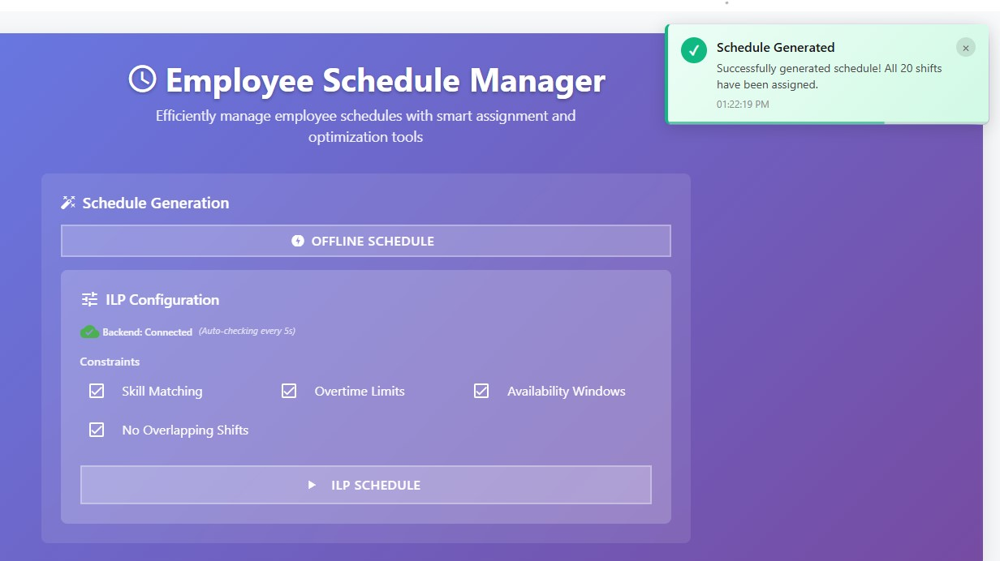 Employee Schedule Manager
Efficiently manage employee schedules with smart assignment and
optimization tools
Schedule Generated
Successfully generated schedule! All 20 shifts
have been assigned.
01:22:19 PM
Schedule Generation
OFFLINE SCHEDULE
ILP Configuration
Backend: Connected (Auto-checking every 5s)
Constraints
Skill Matching Overtime Limits Availability Windows
No Overlapping Shifts
ILP SCHEDULE